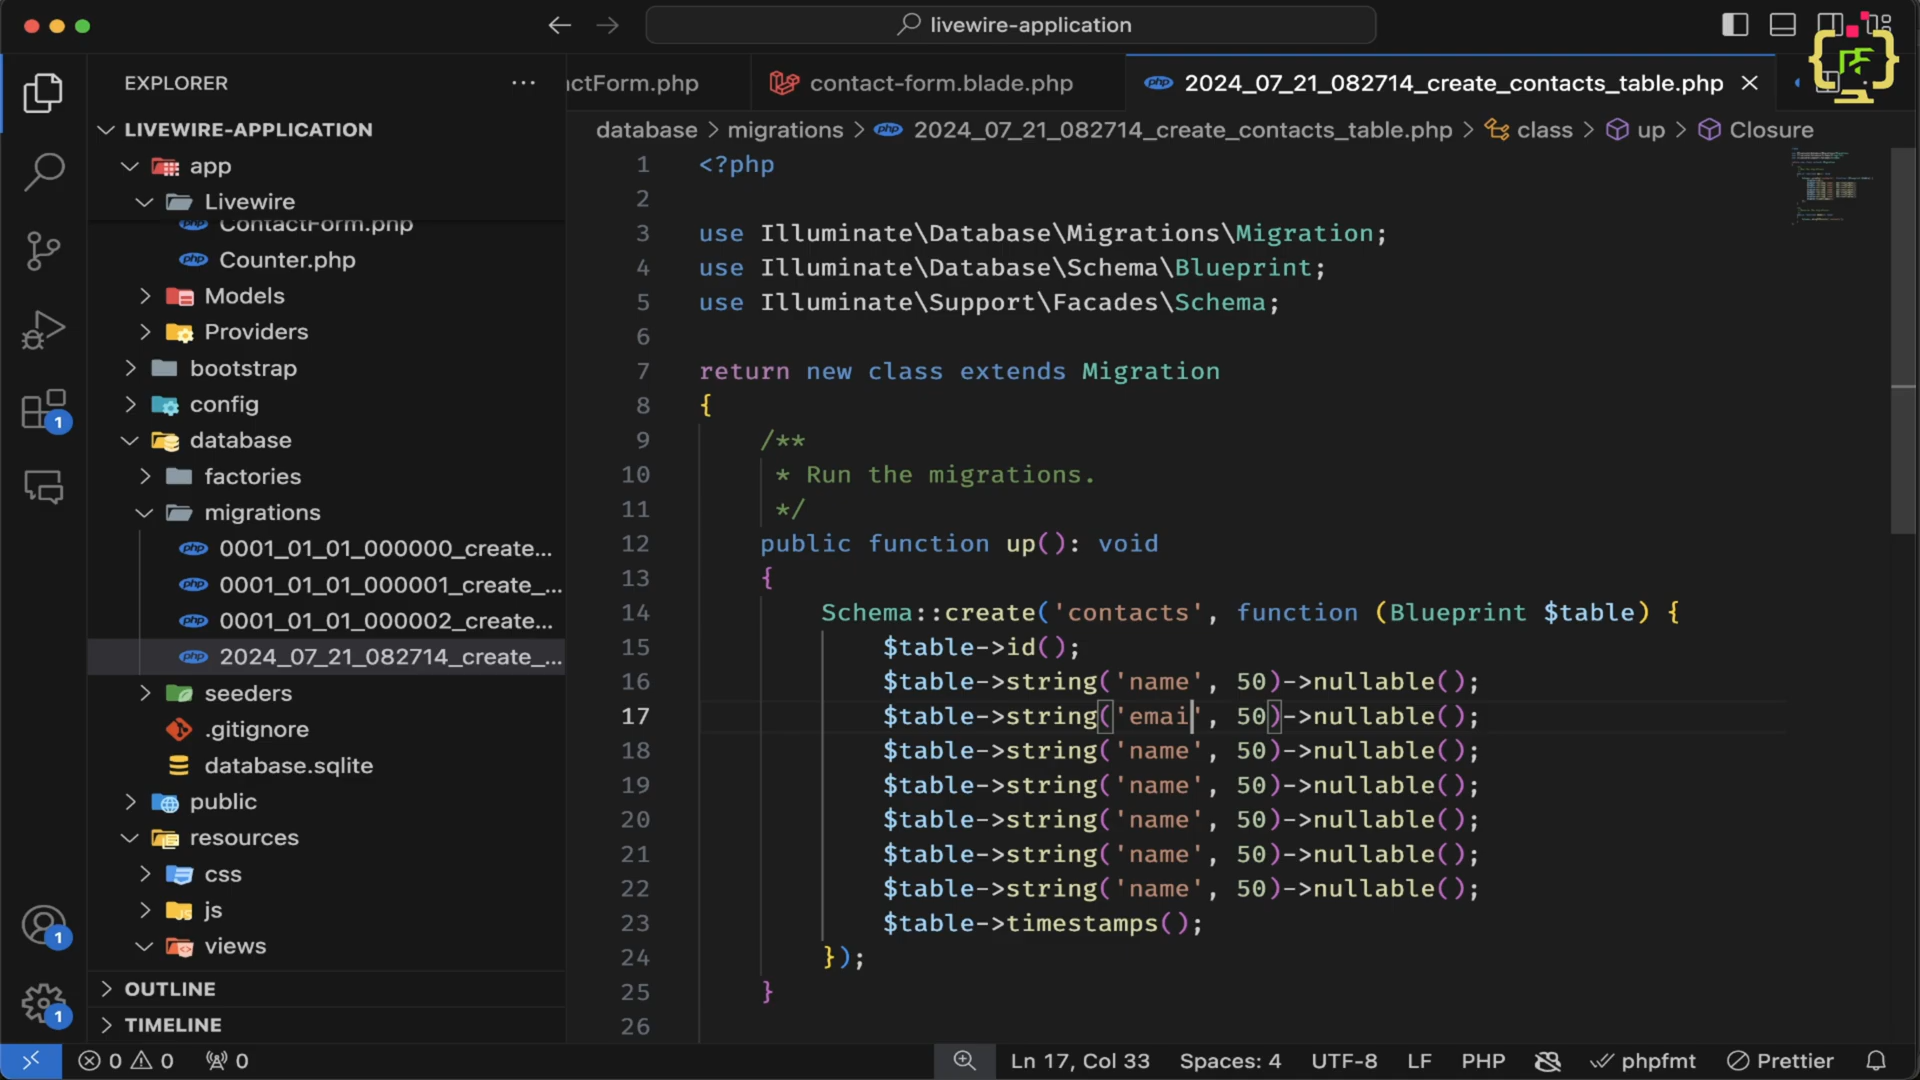 livewire-application
EXPLORER
LIVEWIRE-APPLICATION
app
Livewire
ContactForm.php
Counter.php
Models
Providers
bootstrap
config
database
factories
migrations
0001_01_01_000000_create...
0001_01_01_000001_create_...
0001_01_01_000002_create...
2024_07_21_082714_create_...
seeders
.gitignore
database.sqlite
public
resources
css
js
views
OUTLINE
TIMELINE
actForm.php
contact-form.blade.php
2024_07_21_082714_create_contacts_table.php
database > migrations > 2024_07_21_082714_create_contacts_table.php > class > up > Closure
1 <?php
2
3 use Illuminate\Database\Migrations\Migration;
4 use Illuminate\Database\Schema\Blueprint;
5 use Illuminate\Support\Facades\Schema;
6
7 return new class extends Migration
8 {
9 /**
10 * Run the migrations.
11 */
12 public function up(): void
13 {
14 Schema::create('contacts', function (Blueprint $table) {
15 $table->id();
16 $table->string('name', 50)->nullable();
17 $table->string('emai', 50)->nullable();
18 $table->string('name', 50)->nullable();
19 $table->string('name', 50)->nullable();
20 $table->string('name', 50)->nullable();
21 $table->string('name', 50)->nullable();
22 $table->string('name', 50)->nullable();
23 $table->timestamps();
24 });
25 }
26
1
1
1
0 0 0
Ln 17, Col 33 Spaces: 4 UTF-8 LF PHP phpfmt Prettier